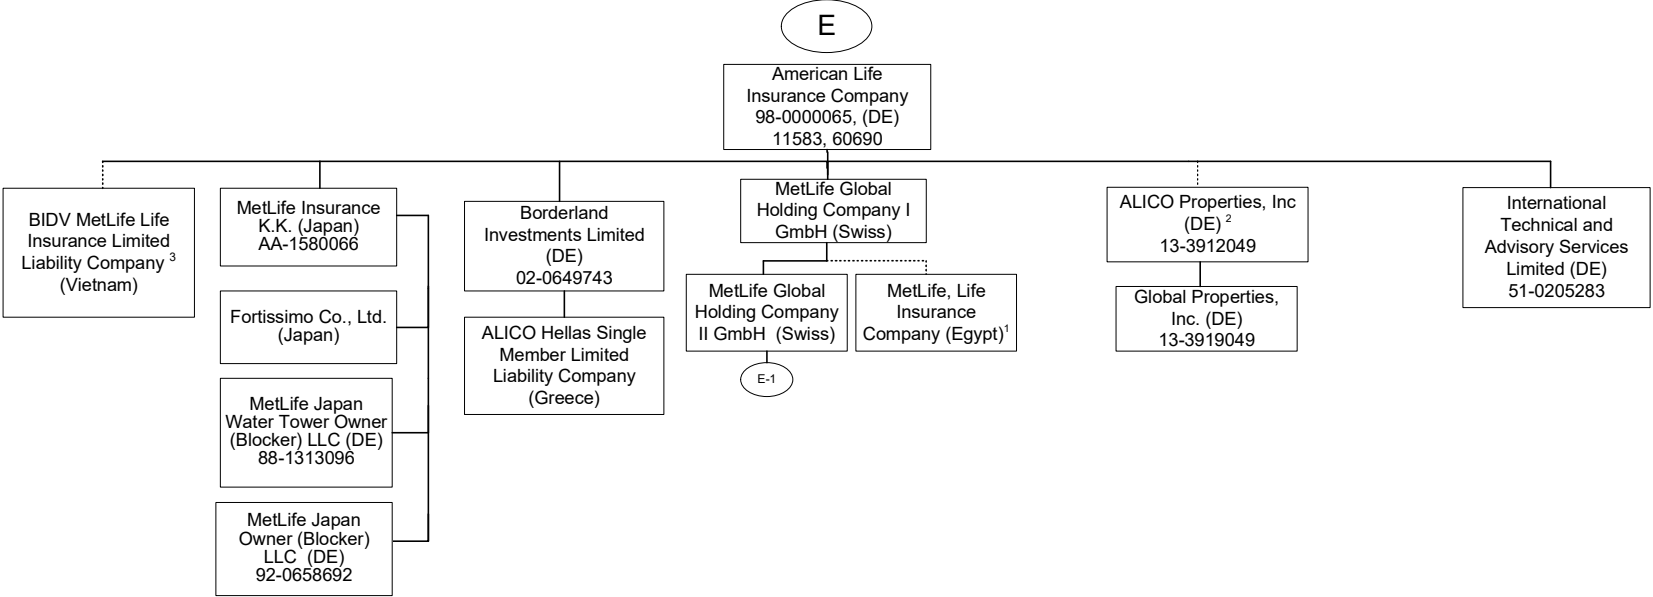 E
American Life
Insurance Company
98-0000065, (DE)
11583, 60690
BIDV MetLife Life
Insurance Limited
Liability Company 3
(Vietnam)
MetLife Insurance
K.K. (Japan)
AA-1580066
Fortissimo Co., Ltd.
(Japan)
MetLife Japan
Water Tower Owner
(Blocker) LLC (DE)
88-1313096
MetLife Japan
Owner (Blocker)
LLC (DE)
92-0658692
Borderland
Investments Limited
(DE)
02-0649743
ALICO Hellas Single
Member Limited
Liability Company
(Greece)
MetLife Global
Holding Company I
GmbH (Swiss)
MetLife Global
Holding Company
II GmbH (Swiss)
E-1
MetLife, Life
Insurance
Company (Egypt)1
ALICO Properties, Inc
(DE) 2
13-3912049
Global Properties,
Inc. (DE)
13-3919049
International
Technical and
Advisory Services
Limited (DE)
51-0205283